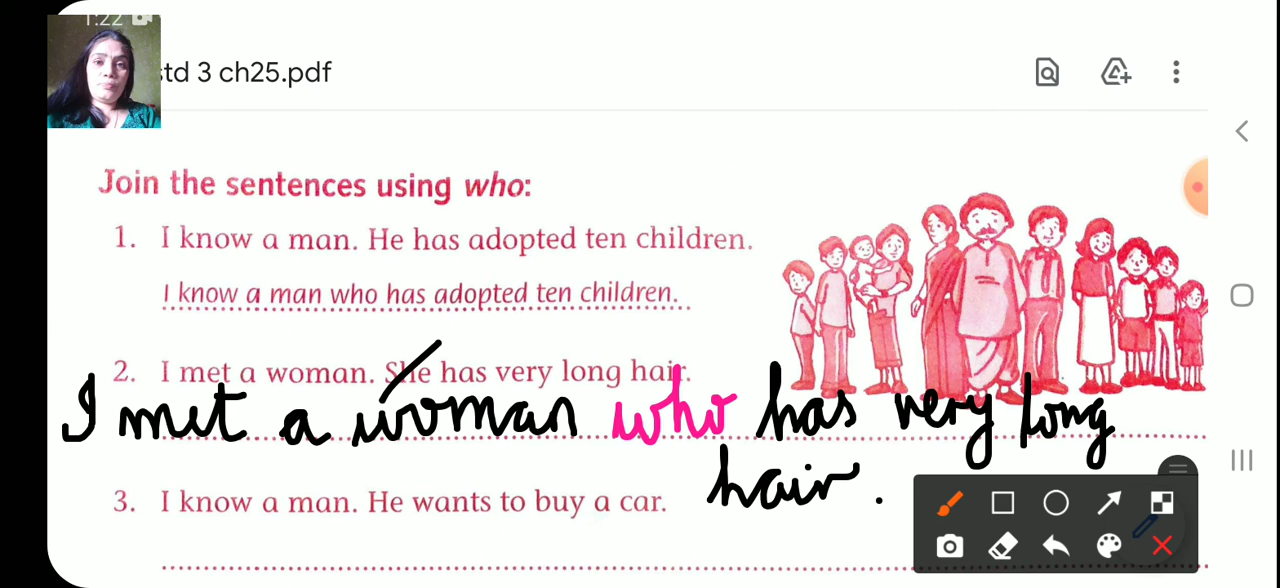 1:22
std 3 ch25.pdf
Join the sentences using who:
1. I know a man. He has adopted ten children.
I know a man who has adopted ten children.
2. I met a woman. She has very long hair.
I met a woman who has very long
hair.
3. I know a man. He wants to buy a car.